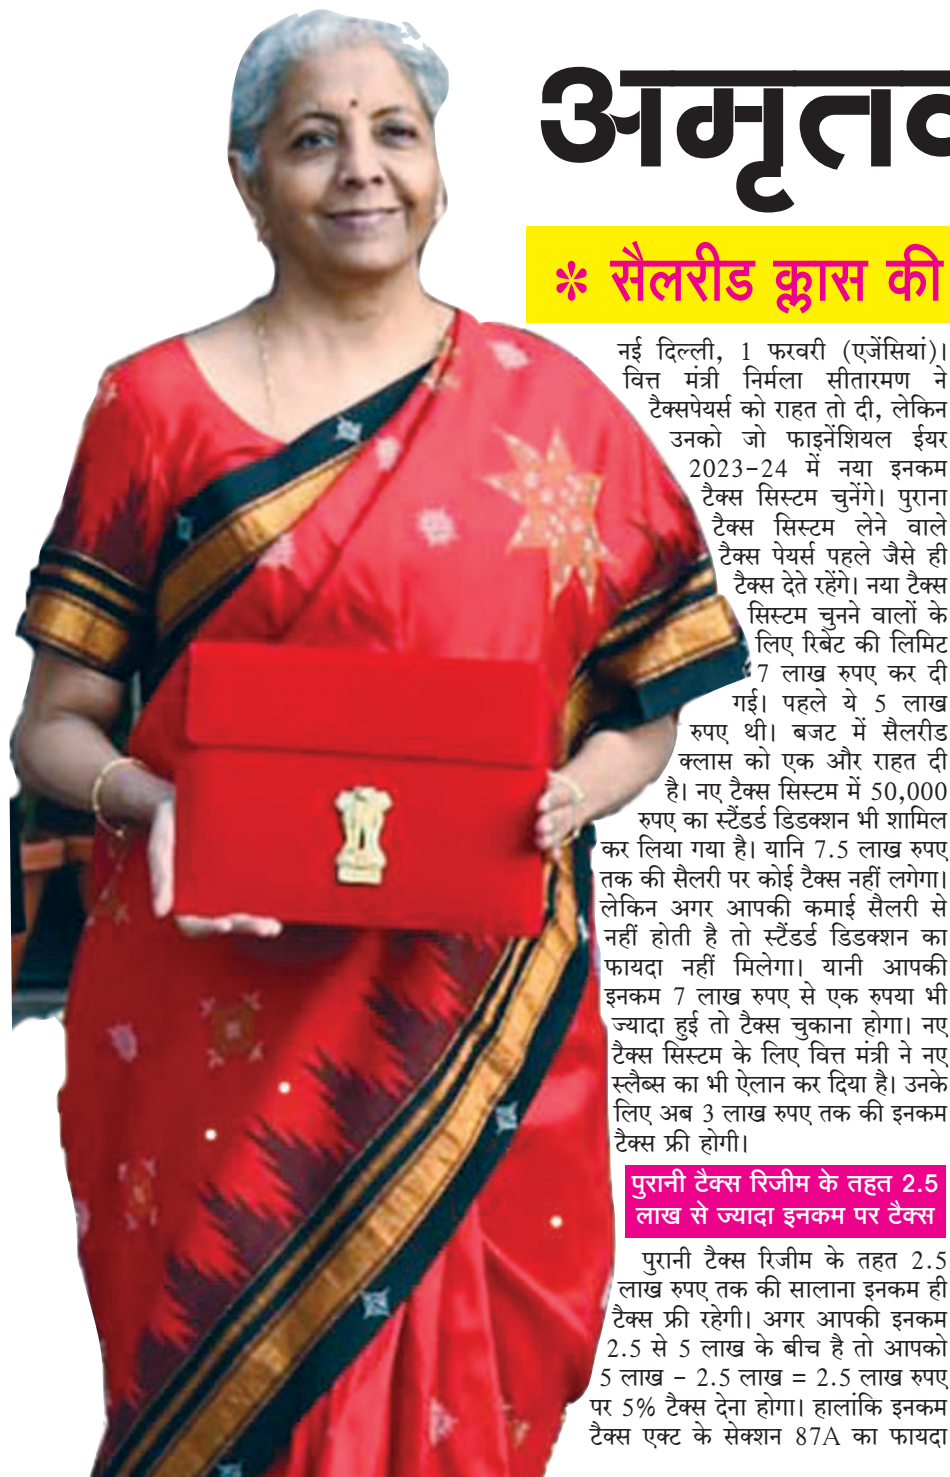 अमृत
* सैलरीड क्लास की
नई दिल्ली, 1 फरवरी (एजेंसियां)।
वित्त मंत्री निर्मला सीतारमण ने
टैक्सपेयर्स को राहत तो दी, लेकिन
उनको जो फाइनेंशियल ईयर
2023-24 में नया इनकम
टैक्स सिस्टम चुनेंगे। पुराना
टैक्स सिस्टम लेने वाले
टैक्स पेयर्स पहले जैसे ही
टैक्स देते रहेंगे। नया टैक्स
सिस्टम चुनने वालों के
लिए रिबेट की लिमिट
7 लाख रुपए कर दी
गई। पहले ये 5 लाख
रुपए थी। बजट में सैलरीड
क्लास को एक और राहत दी
है। नए टैक्स सिस्टम में 50,000
रुपए का स्टैंडर्ड डिडक्शन भी शामिल
कर लिया गया है। यानि 7.5 लाख रुपए
तक की सैलरी पर कोई टैक्स नहीं लगेगा।
लेकिन अगर आपकी कमाई सैलरी से
नहीं होती है तो स्टैंडर्ड डिडक्शन का
फायदा नहीं मिलेगा। यानी आपकी
इनकम 7 लाख रुपए से एक रुपया भी
ज्यादा हुई तो टैक्स चुकाना होगा। नए
टैक्स सिस्टम के लिए वित्त मंत्री ने नए
स्लैब्स का भी ऐलान कर दिया है। उनके
लिए अब 3 लाख रुपए तक की इनकम
टैक्स फ्री होगी।
पुरानी टैक्स रिजीम के तहत 2.5
लाख से ज्यादा इनकम पर टैक्स
पुरानी टैक्स रिजीम के तहत 2.5
लाख रुपए तक की सालाना इनकम ही
टैक्स फ्री रहेगी। अगर आपकी इनकम
2.5 से 5 लाख के बीच है तो आपको
5 लाख - 2.5 लाख = 2.5 लाख रुपए
पर 5% टैक्स देना होगा। हालांकि इनकम
टैक्स एक्ट के सेक्शन 87A का फायदा